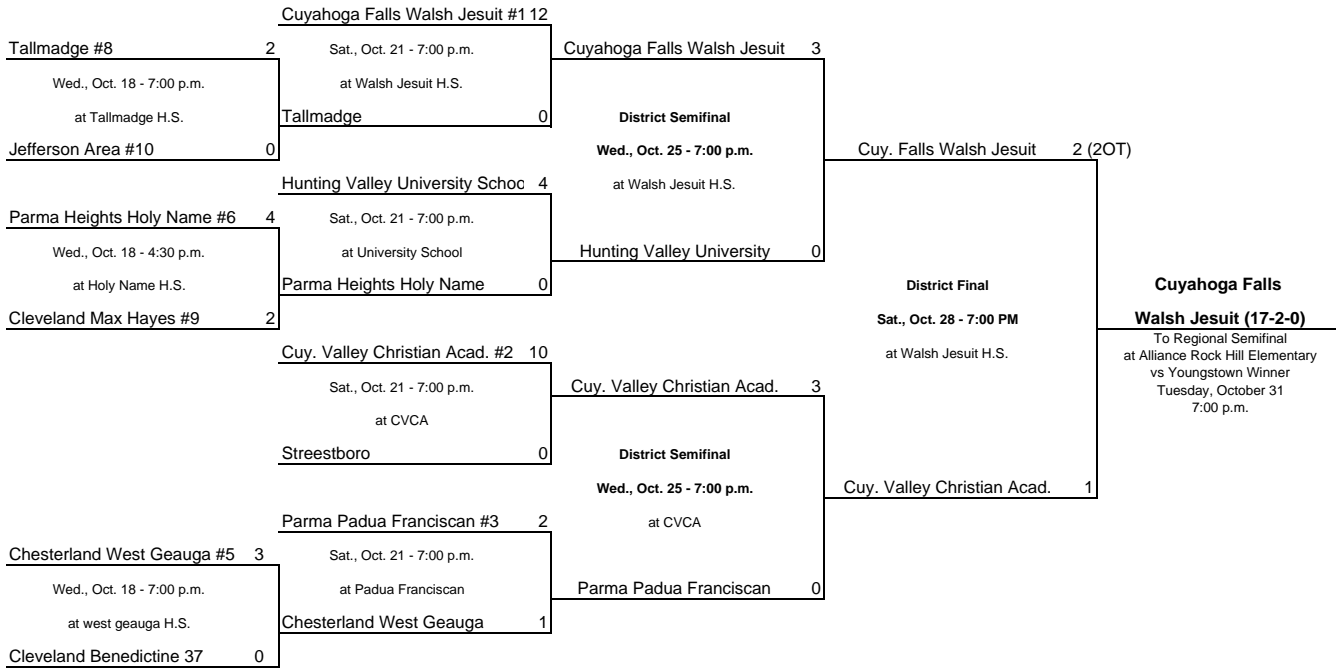 Cuyahoga Falls Walsh Jesuit #1 12
Tallmadge #8 2
Sat., Oct. 21 - 7:00 p.m.
Cuyahoga Falls Walsh Jesuit 3
Wed., Oct. 18 - 7:00 p.m.
at Walsh Jesuit H.S.
at Tallmadge H.S.
Tallmadge 0
District Semifinal
Jefferson Area #10 0
Wed., Oct. 25 - 7:00 p.m.
Cuy. Falls Walsh Jesuit 2 (2OT)
Hunting Valley University Schoo 4
at Walsh Jesuit H.S.
Parma Heights Holy Name #6 4
Sat., Oct. 21 - 7:00 p.m.
Wed., Oct. 18 - 4:30 p.m.
at University School
Hunting Valley University 0
at Holy Name H.S.
Parma Heights Holy Name 0
District Final
Cuyahoga Falls
Cleveland Max Hayes #9 2
Sat., Oct. 28 - 7:00 PM
Walsh Jesuit (17-2-0)
Cuy. Valley Christian Acad. #2 10
at Walsh Jesuit H.S.
To Regional Semifinal
at Alliance Rock Hill Elementary
vs Youngstown Winner
Tuesday, October 31
7:00 p.m.
Sat., Oct. 21 - 7:00 p.m.
Cuy. Valley Christian Acad. 3
at CVCA
Streestboro 0
District Semifinal
Wed., Oct. 25 - 7:00 p.m.
Cuy. Valley Christian Acad. 1
Parma Padua Franciscan #3 2
at CVCA
Chesterland West Geauga #5 3
Sat., Oct. 21 - 7:00 p.m.
Wed., Oct. 18 - 7:00 p.m.
at Padua Franciscan
Parma Padua Franciscan 0
at west geauga H.S.
Chesterland West Geauga 1
Cleveland Benedictine 37 0